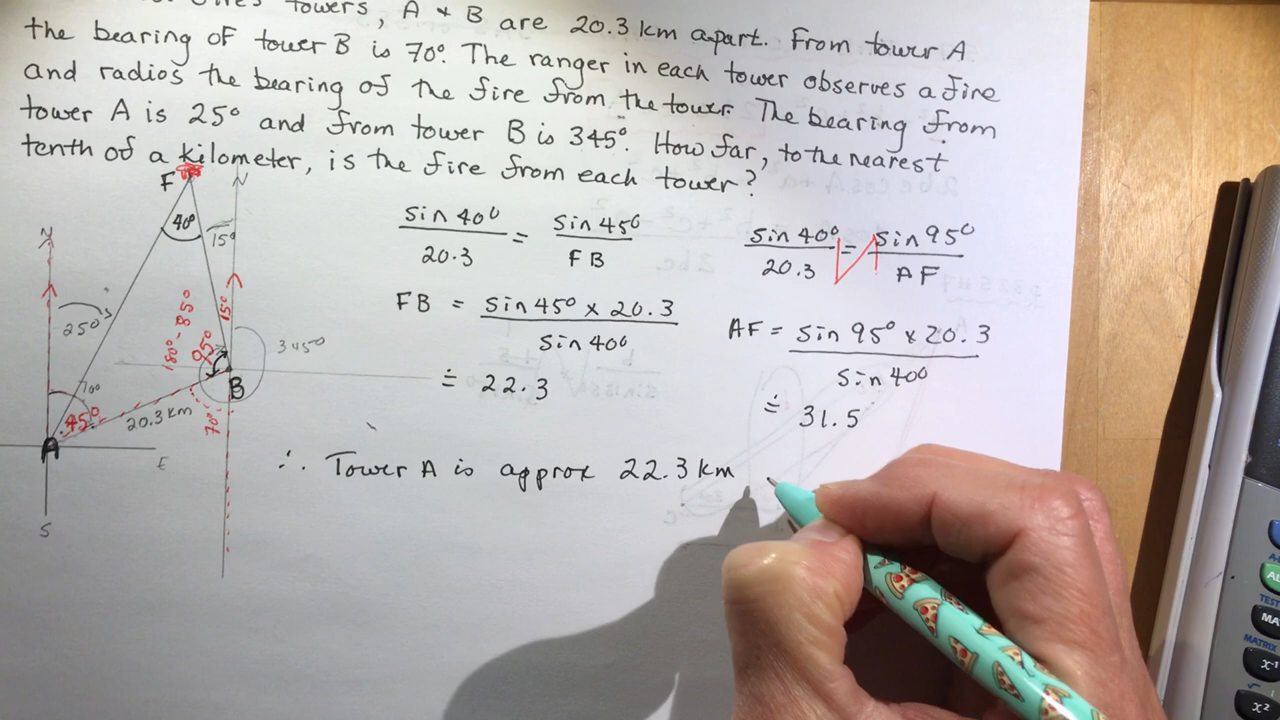 towers, A & B are 20.3 km apart. From tower A
the bearing of tower B is 70°. The ranger in each tower observes a fire
and radios the bearing of the fire from the tower. The bearing from
tower A is 25° and from tower B is 345°. How far, to the nearest
tenth of a kilometer, is the fire from each tower?
F
N
40°
15°
N
25°
180° - 85°
15°
95°
345°
B
70°
45°
20.3 km
70°
A
E
S
sin 40° / 20.3 = sin 45° / FB
FB = sin 45° x 20.3 / sin 40°
≐ 22.3
sin 40° / 20.3 = sin 95° / AF
AF = sin 95° x 20.3 / sin 40°
≐ 31.5
∴ Tower A is approx 22.3 km
TEST
MA
MATRIX
x⁻¹
√
x²